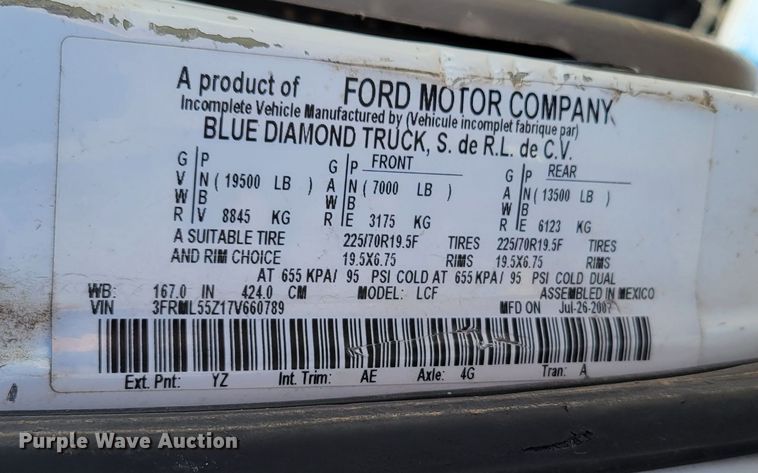 A product of FORD MOTOR COMPANY
Incomplete Vehicle Manufactured by (Vehicule incomplet fabrique par)
BLUE DIAMOND TRUCK, S. de R.L. de C.V.
G P G P FRONT G P REAR
V N ( 19500 LB ) A N ( 7000 LB ) A N ( 13500 LB )
W B W B W B
R V 8845 KG R E 3175 KG R E 6123 KG
A SUITABLE TIRE 225/70R19.5F TIRES 225/70R19.5F TIRES
AND RIM CHOICE 19.5X6.75 RIMS 19.5X6.75 RIMS
AT 655 KPA/ 95 PSI COLD AT 655 KPA/ 95 PSI COLD DUAL
WB: 167.0 IN 424.0 CM MODEL: LCF ASSEMBLED IN MEXICO
VIN 3FRML55Z17V660789 MFD ON Jul-26-2007
Ext. Pnt: YZ Int. Trim: AE Axle: 4G Tran: A
Purple Wave Auction